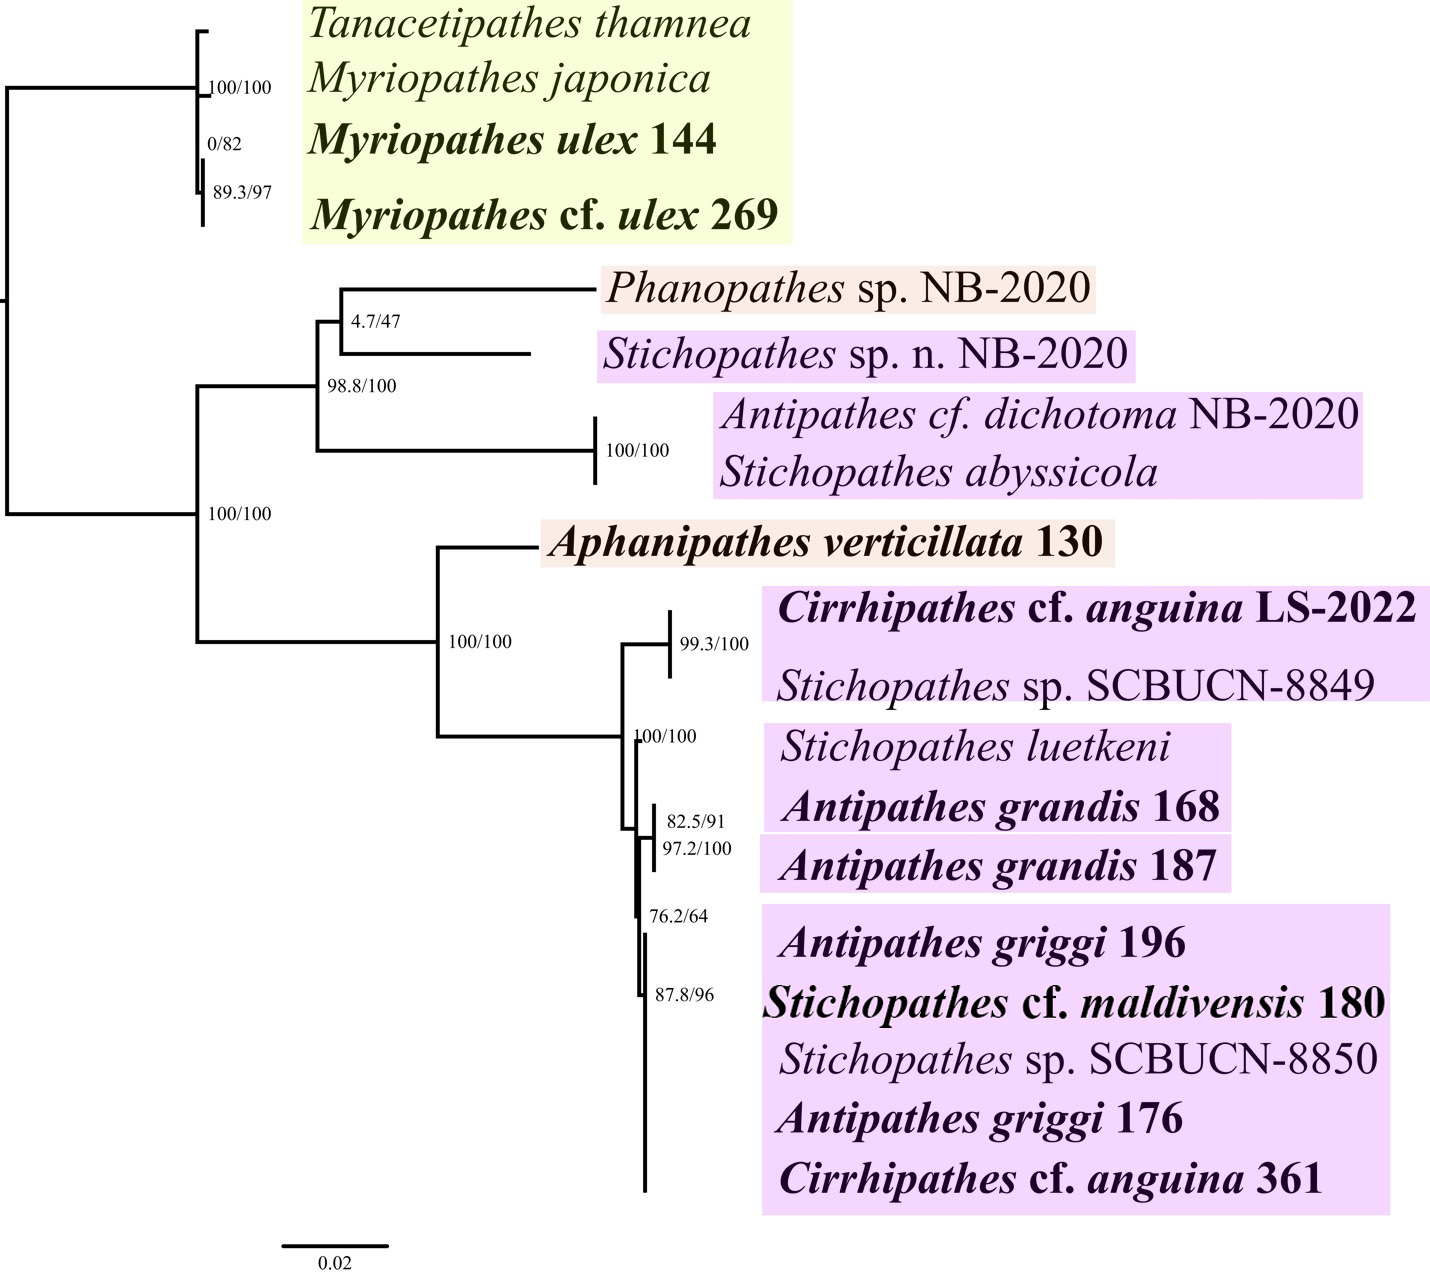 Tanacetipathes thamnea
100/100
Myriopathes japonica
0/82
Myriopathes ulex 144
89.3/97
Myriopathes cf. ulex 269
Phanopathes sp. NB-2020
4.7/47
Stichopathes sp. n. NB-2020
98.8/100
Antipathes cf. dichotoma NB-2020
100/100
Stichopathes abyssicola
100/100
Aphanipathes verticillata 130
100/100
Cirrhipathes cf. anguina LS-2022
99.3/100
Stichopathes sp. SCBUCN-8849
100/100
Stichopathes luetkeni
Antipathes grandis 168
82.5/91
97.2/100
Antipathes grandis 187
76.2/64
Antipathes griggi 196
87.8/96
Stichopathes cf. maldivensis 180
Stichopathes sp. SCBUCN-8850
Antipathes griggi 176
Cirrhipathes cf. anguina 361
0.02